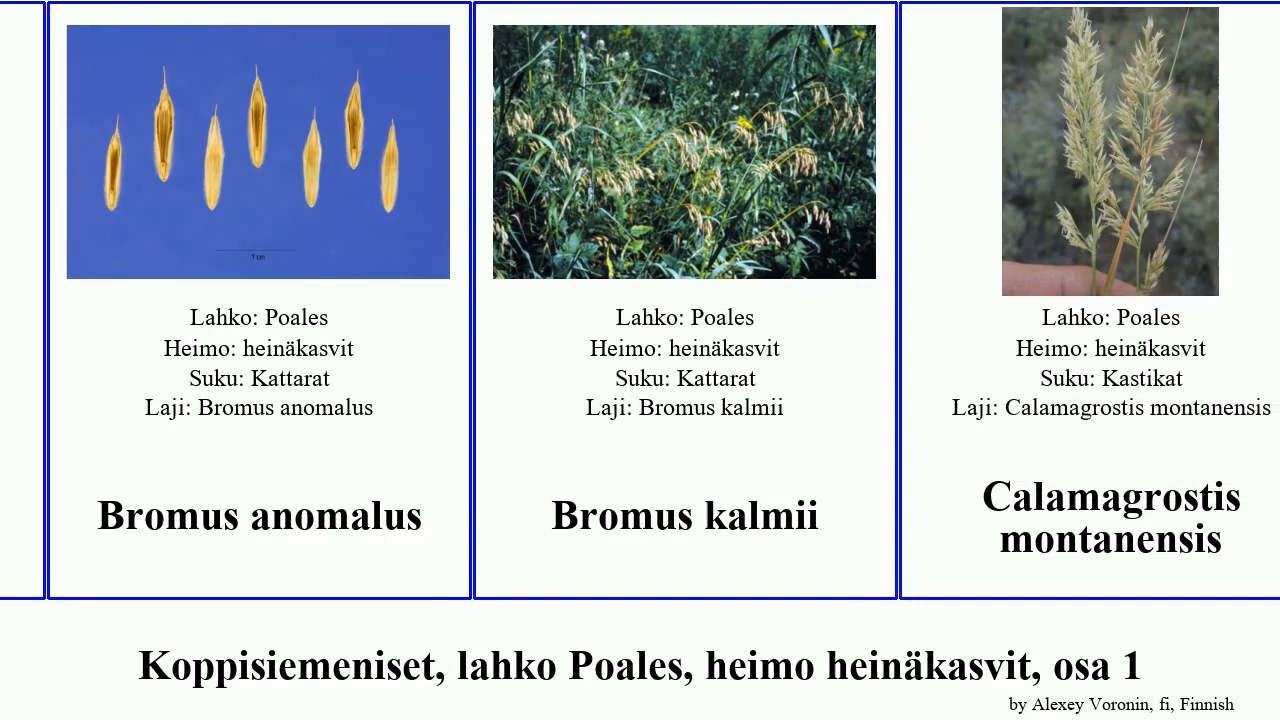 1 cm
Lahko: Poales
Heimo: heinäkasvit
Suku: Kattarat
Laji: Bromus anomalus
Bromus anomalus
Lahko: Poales
Heimo: heinäkasvit
Suku: Kattarat
Laji: Bromus kalmii
Bromus kalmii
Lahko: Poales
Heimo: heinäkasvit
Suku: Kastikat
Laji: Calamagrostis montanensis
Calamagrostis
montanensis
Koppisiemeniset, lahko Poales, heimo heinäkasvit, osa 1
by Alexey Voronin, fi, Finnish